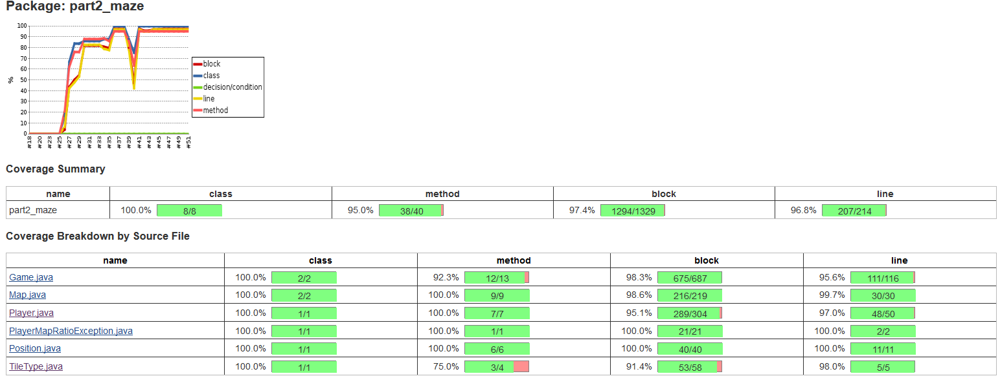 Package: part2_maze
100
90
80
70
60
50
40
30
20
10
0
%
#18 #20 #23 #25 #27 #29 #31 #33 #35 #37 #39 #41 #43 #45 #47 #49 #51
block
class
decision/condition
line
method
Coverage Summary
name class method block line
part2_maze 100.0% 8/8 95.0% 38/40 97.4% 1294/1329 96.8% 207/214
Coverage Breakdown by Source File
name class method block line
Game.java 100.0% 2/2 92.3% 12/13 98.3% 675/687 95.6% 111/116
Map.java 100.0% 2/2 100.0% 9/9 98.6% 216/219 99.7% 30/30
Player.java 100.0% 1/1 100.0% 7/7 95.1% 289/304 97.0% 48/50
PlayerMapRatioException.java 100.0% 1/1 100.0% 1/1 100.0% 21/21 100.0% 2/2
Position.java 100.0% 1/1 100.0% 6/6 100.0% 40/40 100.0% 11/11
TileType.java 100.0% 1/1 75.0% 3/4 91.4% 53/58 98.0% 5/5